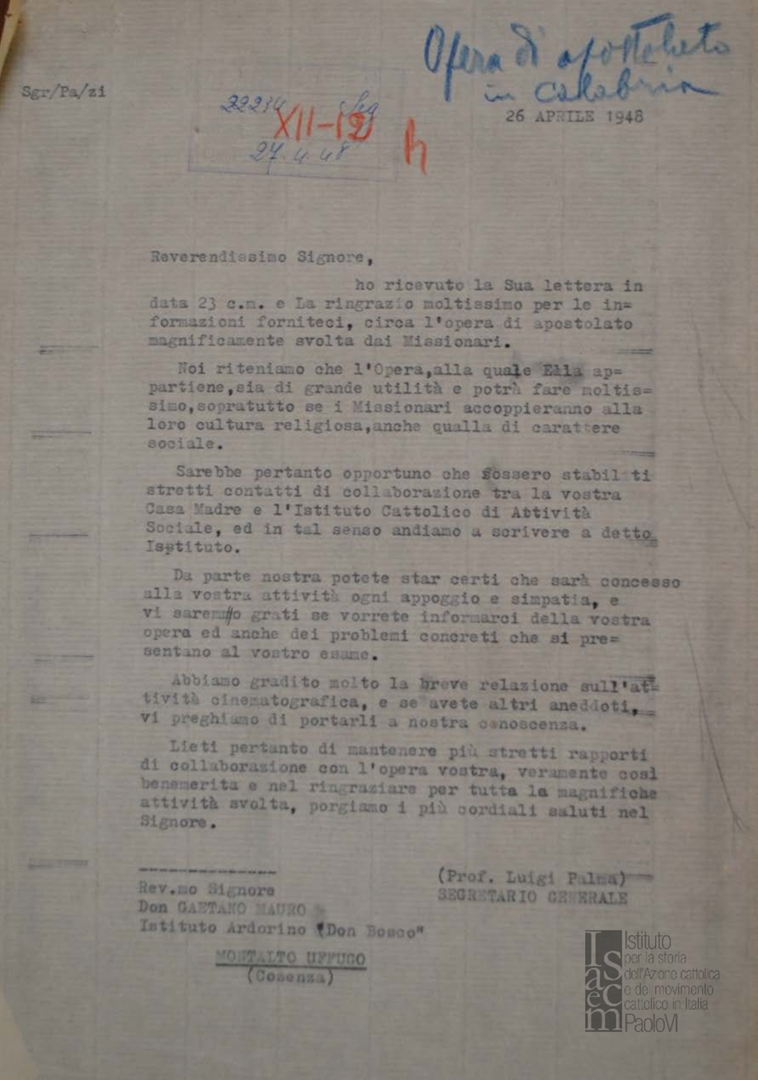 Opera di apostolato
in Calabria
Sgr/Pa/zi
26 APRILE 1948
22234 Seg
XII-12
27.4.48
Reverendissimo Signore,
ho ricevuto la Sua lettera in
data 23 c.m. e La ringrazio moltissimo per le in=
formazioni forniteci, circa l'opera di apostolato
magnificamente svolta dai Missionari.
Noi riteniamo che l'Opera,alla quale Ella ap=
partiene,sia di grande utilità e potrà fare moltis=
simo,sopratutto se i Missionari accoppieranno alla
loro cultura religiosa,anche qualla di carattere
sociale.
Sarebbe pertanto opportuno che fossero stabiliti
stretti contatti di collaborazione tra la vostra
Casa Madre e l'Istituto Cattolico di Attività
Sociale, ed in tal senso andiamo a scrivere a detto
Istituto.
Da parte nostra potete star certi che sarà concesso
alla vostra attività ogni appoggio e simpatia, e
vi saremo grati se vorrete informarci della vostra
opera ed anche dei problemi concreti che si pre=
sentano al vostro esame.
Abbiamo gradito molto la breve relazione sull'at=
tività cinematografica, e se avete altri aneddoti,
vi preghiamo di portarli a nostra conoscenza.
Lieti pertanto di mantenere più stretti rapporti
di collaborazione con l'opera vostra, veramente così
benemerita e nel ringraziare per tutta la magnifiche
attività svolta, porgiamo i più cordiali saluti nel
Signore.
(Prof. Luigi Palma)
SEGRETARIO GENERALE
Rev.mo Signore
Don GAETANO MAURO
Istituto Ardorino "Don Bosco"
MONTALTO UFFUGO
(Cosenza)
Isacem
Istituto
per la storia
dell'Azione cattolica
e del movimento
cattolico in Italia
PaoloVI